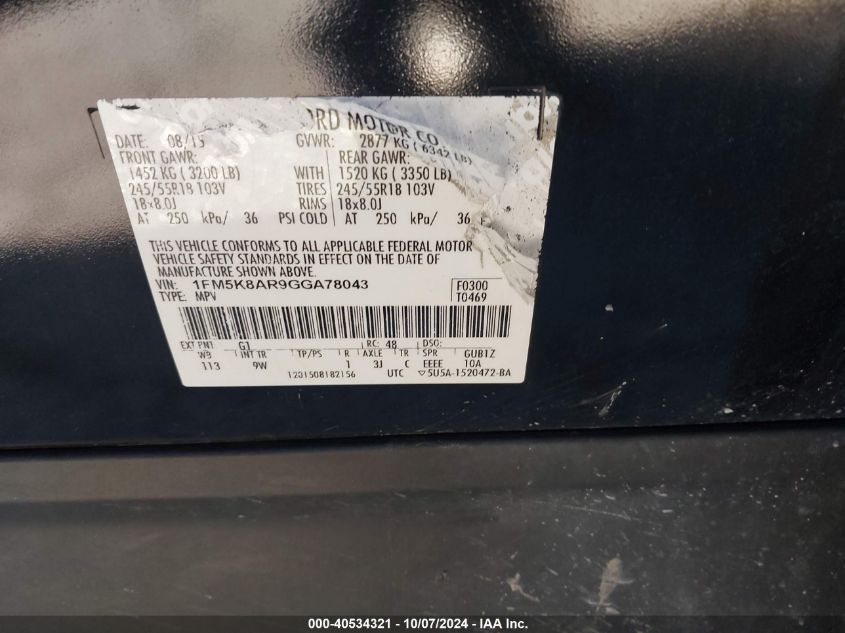 ORD MOTOR CO.
DATE: 08/15 GVWR: 2877 KG ( 6342 LB)
FRONT GAWR: REAR GAWR:
1452 KG ( 3200 LB) WITH 1520 KG ( 3350 LB)
245/55R18 103V TIRES 245/55R18 103V
18x8.0J RIMS 18x8.0J
AT 250 kPa/ 36 PSI COLD AT 250 kPa/ 36
THIS VEHICLE CONFORMS TO ALL APPLICABLE FEDERAL MOTOR
VEHICLE SAFETY STANDARDS IN EFFECT ON THE DATE OF
MANUFACTURE SHOWN ABOVE.
VIN: 1FM5K8AR9GGA78043 F0300
TYPE: MPV T0469
EXT PNT: G1 RC: 48 DSO:
WB INT TR TP/PS R AXLE TR SPR GUB1Z
113 9W 1 3J C EEEE 10A
1201508182156 UTC ▽5U5A-1520472-BA
000-40534321 - 10/07/2024 - IAA Inc.